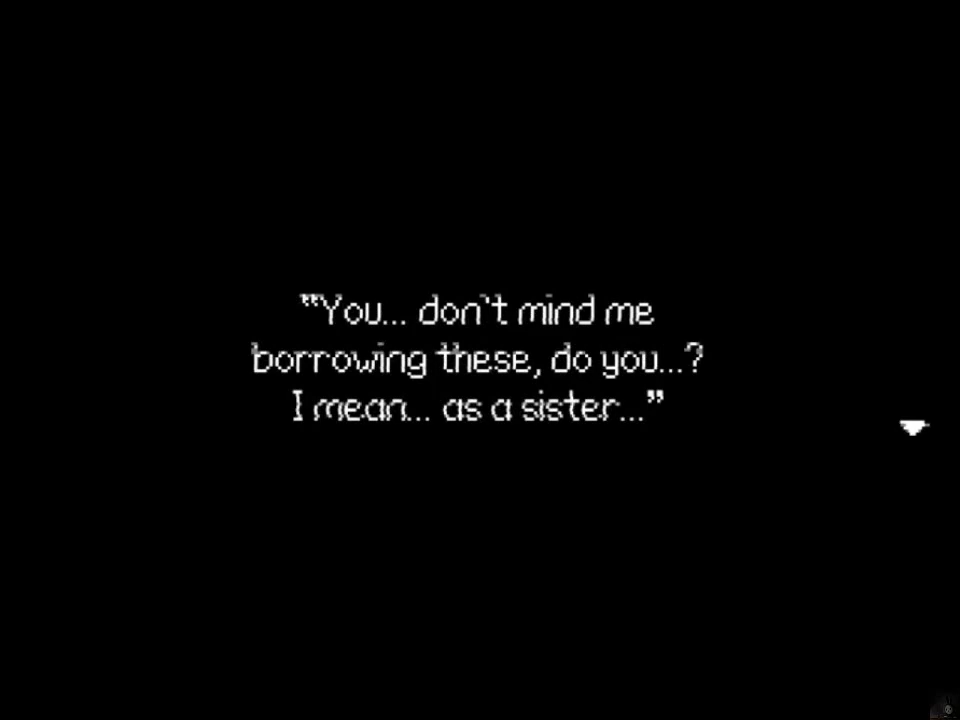 "You... don't mind me
borrowing these, do you...?
I mean... as a sister..."